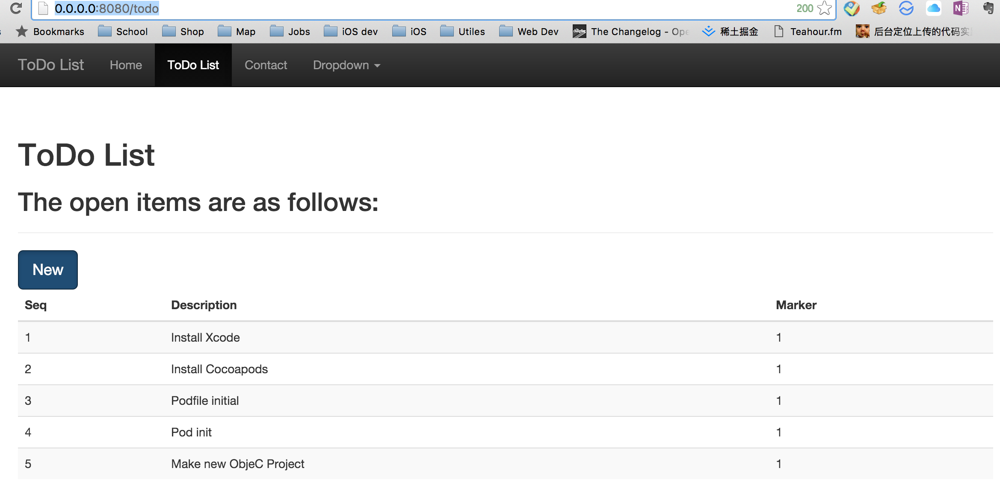 0.0.0.0:8080/todo 200
Bookmarks School Shop Map Jobs iOS dev iOS Utiles Web Dev The Changelog - Ope 稀土掘金 Teahour.fm 后台定位上传的代码实
ToDo List Home ToDo List Contact Dropdown
ToDo List
The open items are as follows:
New
Seq Description Marker
1 Install Xcode 1
2 Install Cocoapods 1
3 Podfile initial 1
4 Pod init 1
5 Make new ObjeC Project 1